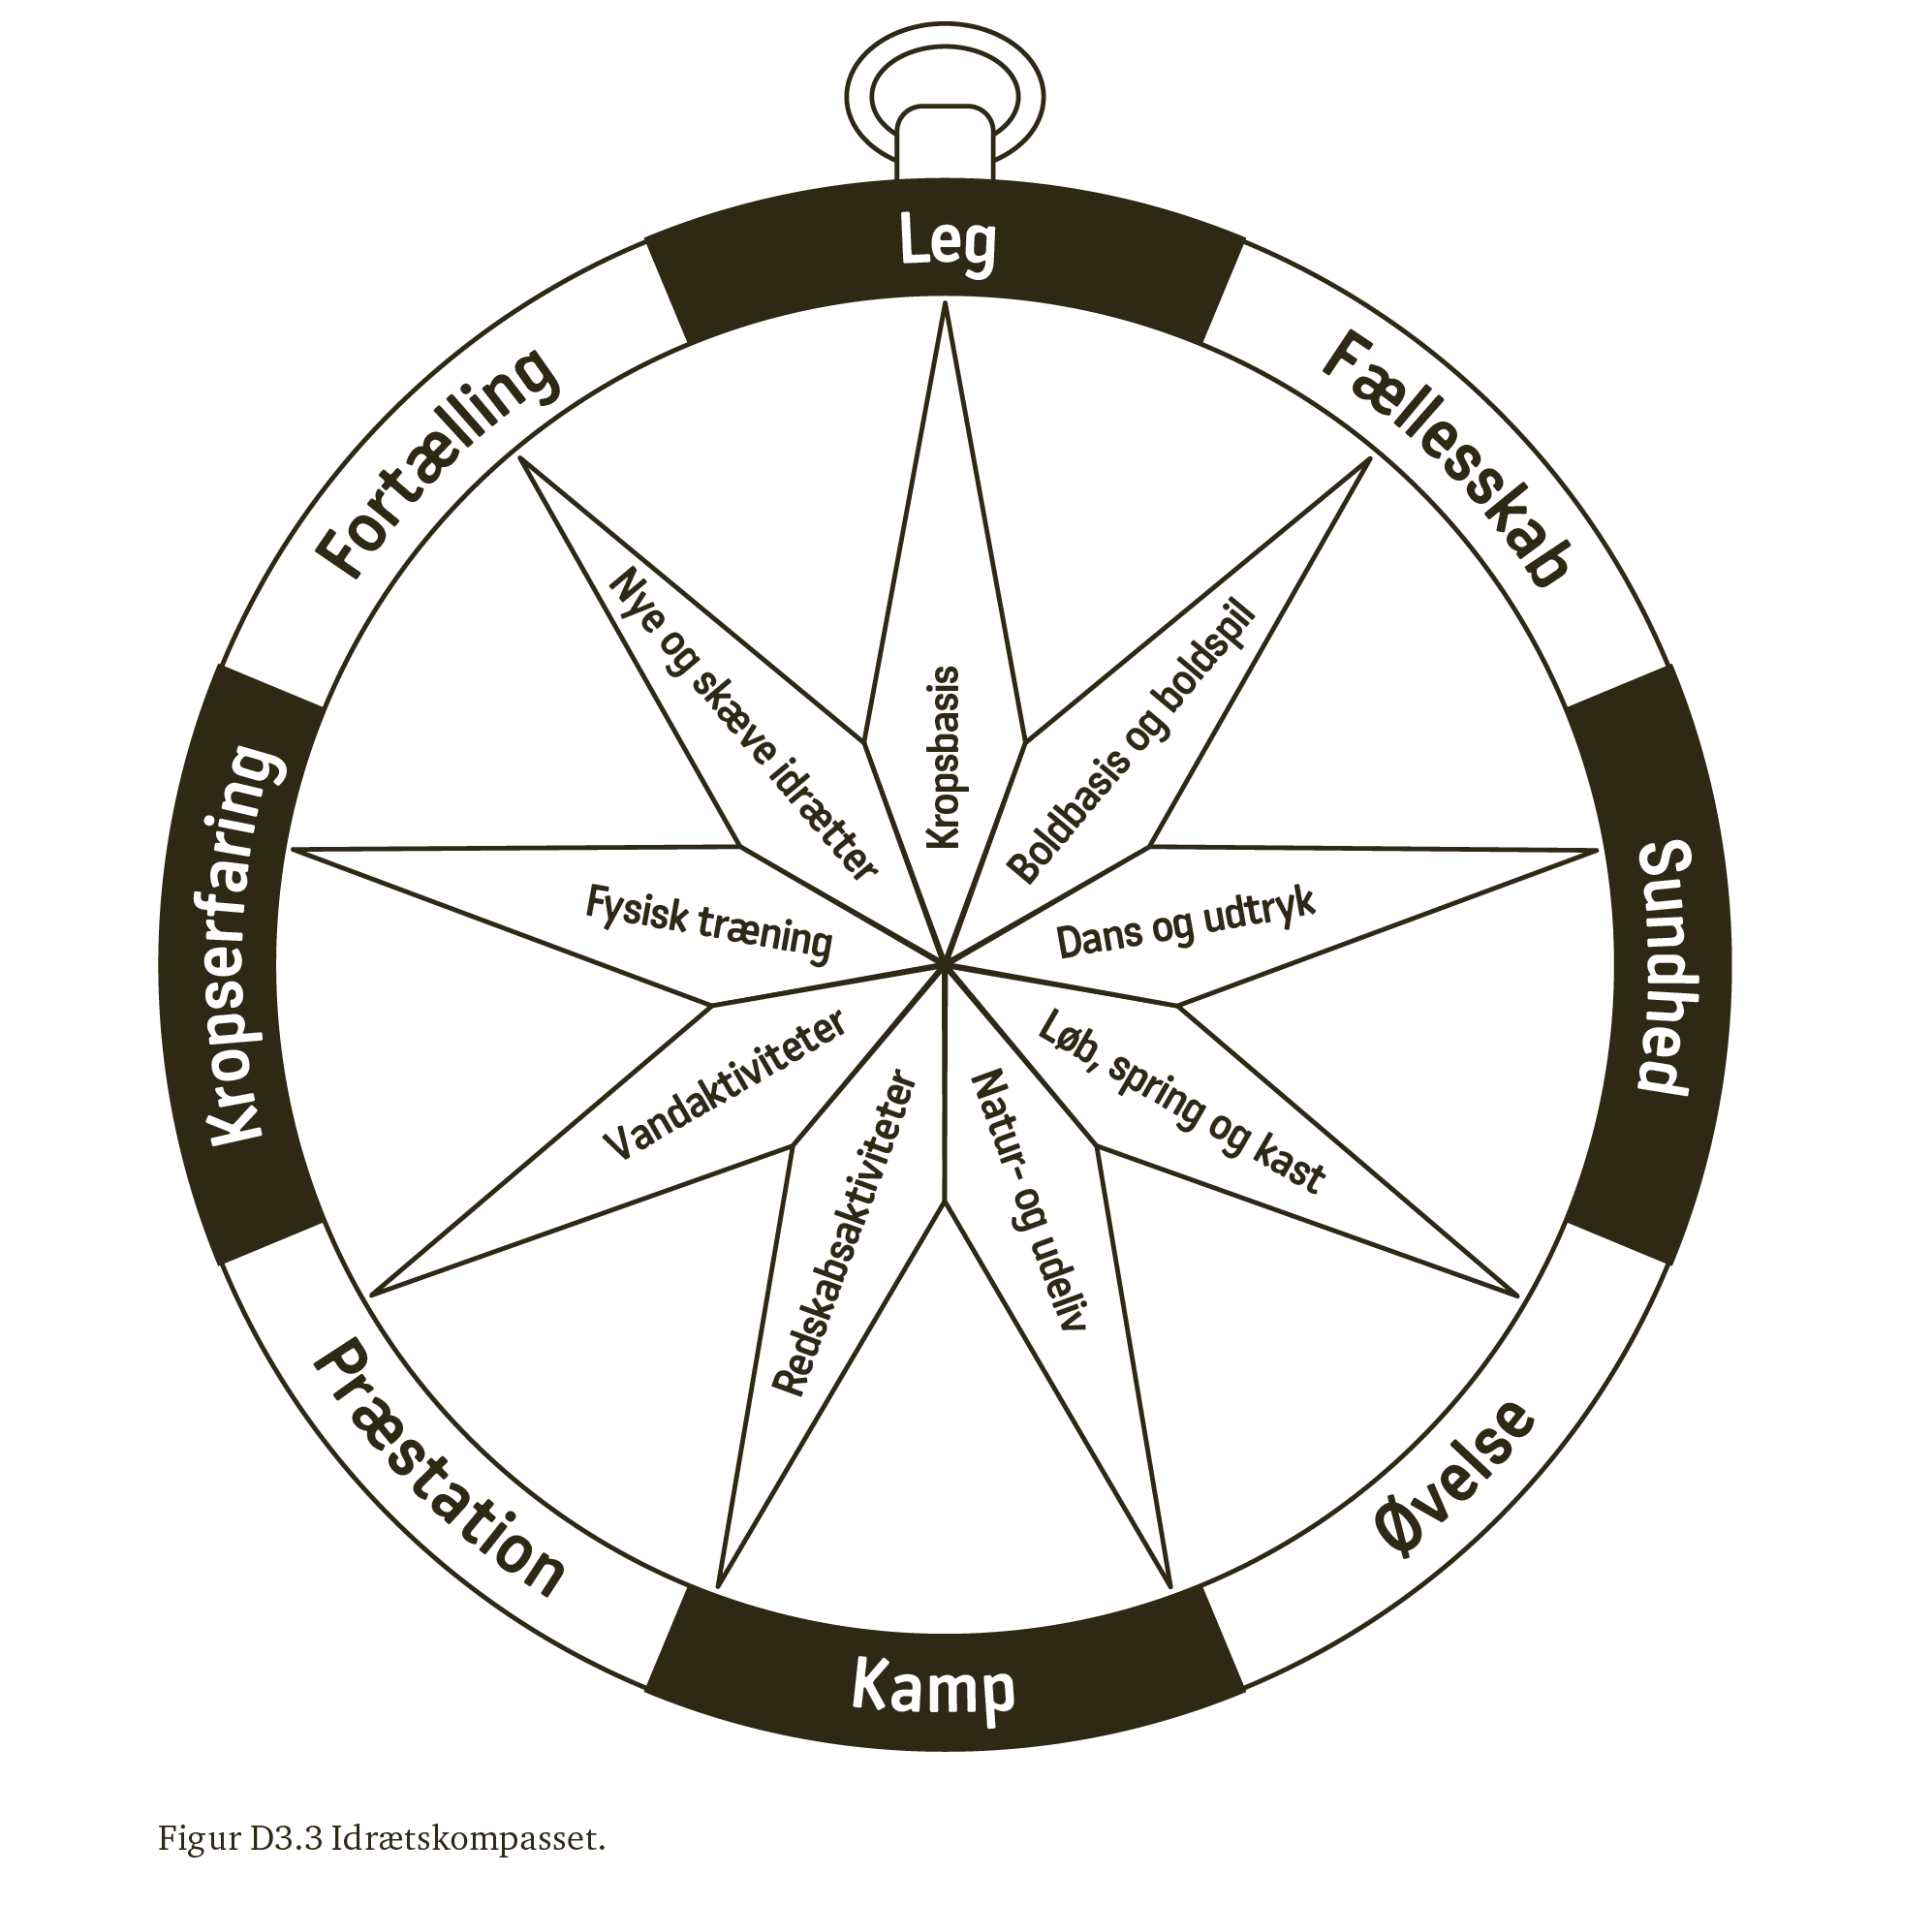 Leg
Fællesskab
Sundhed
Øvelse
Kamp
Præstation
Kropserfaring
Fortælling
Kropsbasis
Boldbasis og boldspil
Dans og udtryk
Løb, spring og kast
Natur- og udeliv
Redskabsaktiviteter
Vandaktiviteter
Fysisk træning
Nye og skæve idrætter
Figur D3.3 Idrætskompasset.